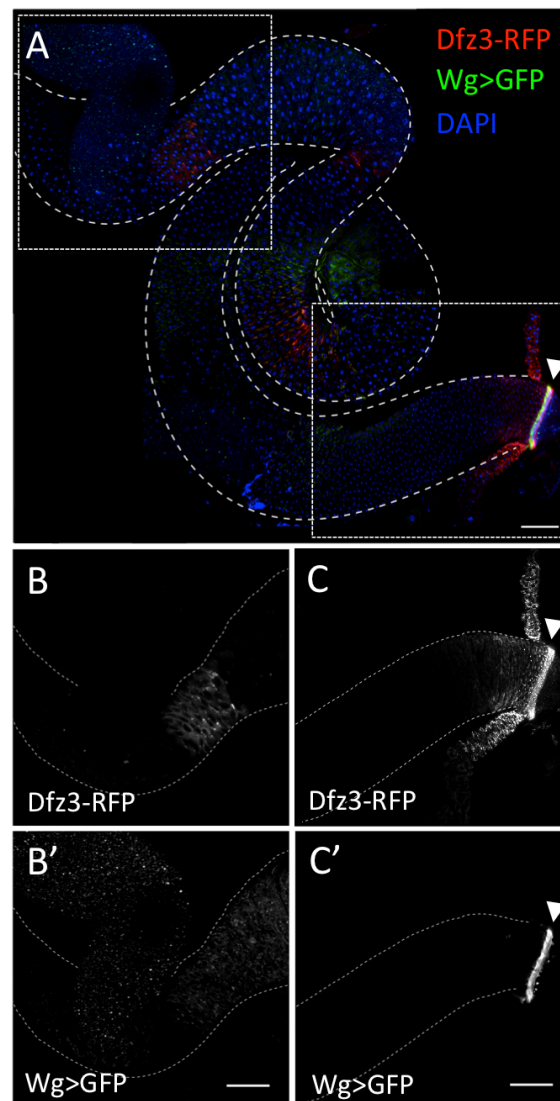 A
Dfz3-RFP
Wg>GFP
DAPI
B
C
Dfz3-RFP
Dfz3-RFP
B'
C'
Wg>GFP
Wg>GFP